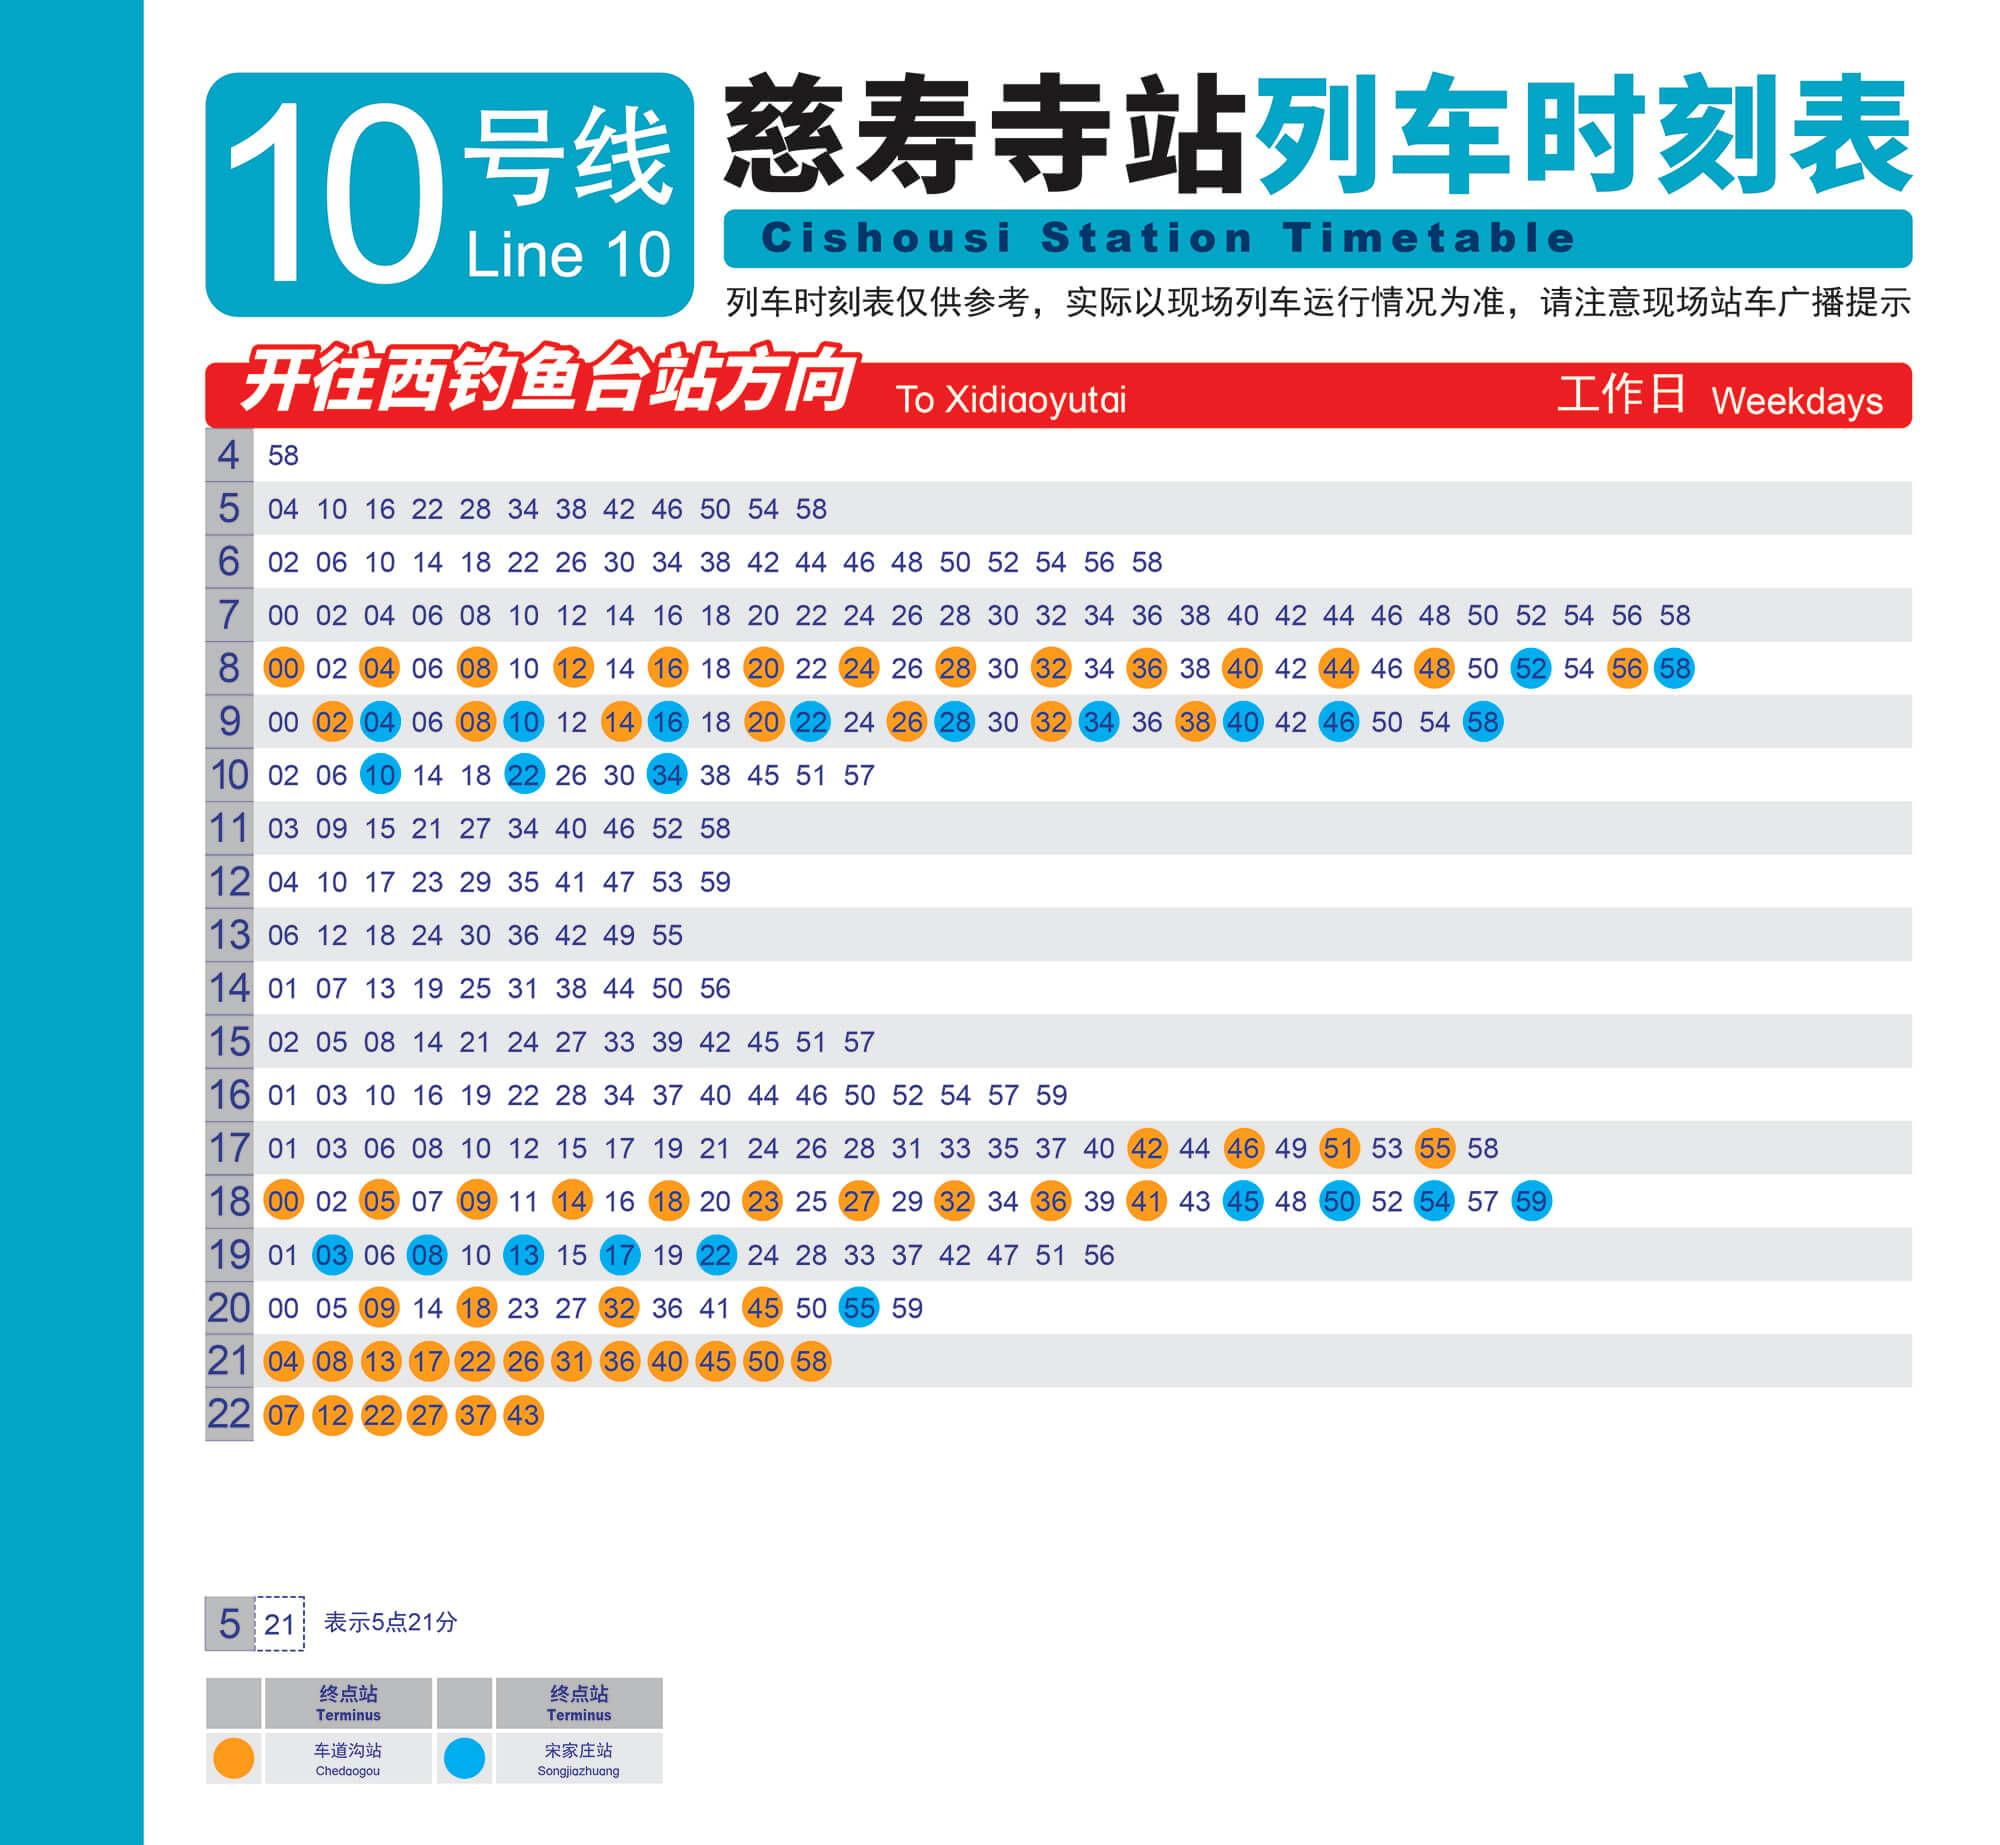 10号线
Line 10
慈寿寺站列车时刻表
Cishousi Station Timetable
列车时刻表仅供参考，实际以现场列车运行情况为准，请注意现场站车广播提示
开往西钓鱼台站方向 To Xidiaoyutai 工作日 Weekdays
4 58
5 04 10 16 22 28 34 38 42 46 50 54 58
6 02 06 10 14 18 22 26 30 34 38 42 44 46 48 50 52 54 56 58
7 00 02 04 06 08 10 12 14 16 18 20 22 24 26 28 30 32 34 36 38 40 42 44 46 48 50 52 54 56 58
8 00 02 04 06 08 10 12 14 16 18 20 22 24 26 28 30 32 34 36 38 40 42 44 46 48 50 52 54 56 58
9 00 02 04 06 08 10 12 14 16 18 20 22 24 26 28 30 32 34 36 38 40 42 46 50 54 58
10 02 06 10 14 18 22 26 30 34 38 45 51 57
11 03 09 15 21 27 34 40 46 52 58
12 04 10 17 23 29 35 41 47 53 59
13 06 12 18 24 30 36 42 49 55
14 01 07 13 19 25 31 38 44 50 56
15 02 05 08 14 21 24 27 33 39 42 45 51 57
16 01 03 10 16 19 22 28 34 37 40 44 46 50 52 54 57 59
17 01 03 06 08 10 12 15 17 19 21 24 26 28 31 33 35 37 40 42 44 46 49 51 53 55 58
18 00 02 05 07 09 11 14 16 18 20 23 25 27 29 32 34 36 39 41 43 45 48 50 52 54 57 59
19 01 03 06 08 10 13 15 17 19 22 24 28 33 37 42 47 51 56
20 00 05 09 14 18 23 27 32 36 41 45 50 55 59
21 04 08 13 17 22 26 31 36 40 45 50 58
22 07 12 22 27 37 43
5 21 表示5点21分
终点站 终点站
Terminus Terminus
车道沟站 宋家庄站
Chedaogou Songjiazhuang